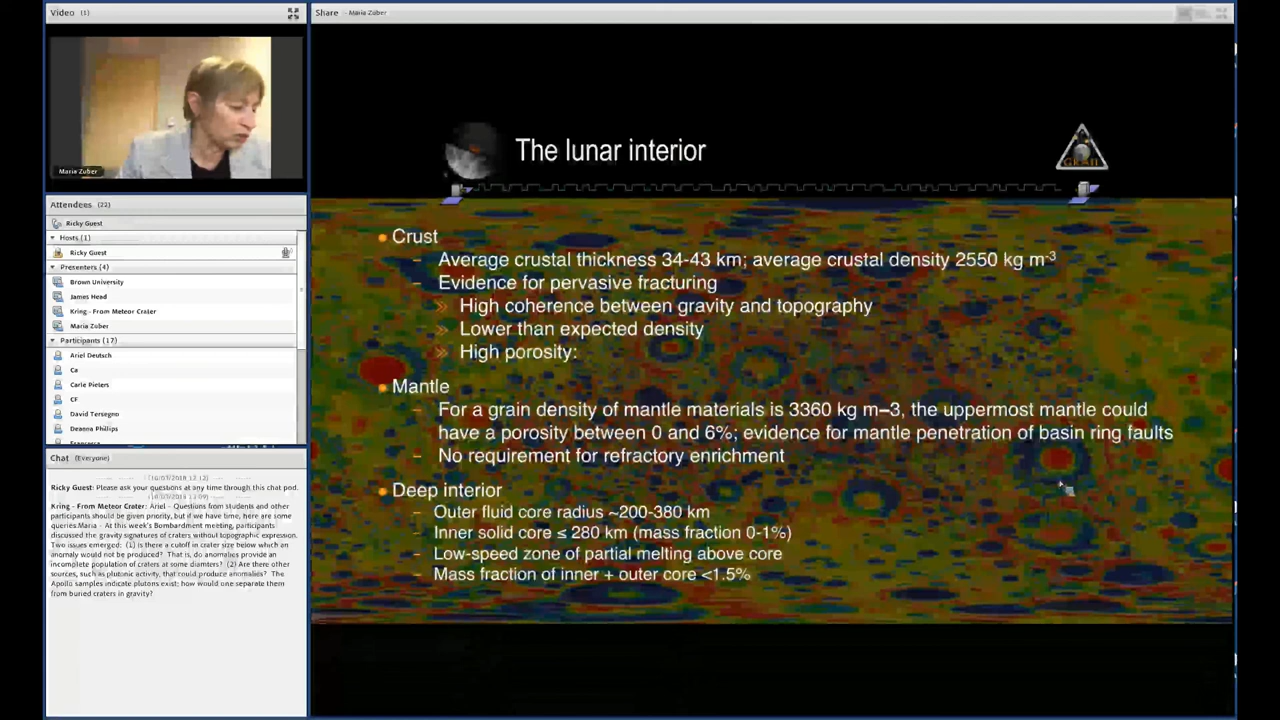 Video (1)
Maria Zuber
Attendees (22)
Ricky Guest
Hosts (1)
Ricky Guest
Presenters (4)
Brown University
James Head
Kring - From Meteor Crater
Maria Zuber
Participants (17)
Ariel Deutsch
Ca
Carle Pieters
CF
David Tersegno
Deanna Phillips
Chat (Everyone)
Ricky Guest: Please ask your questions at any time through this chat pod.
Kring - From Meteor Crater: Ariel - Questions from students and other
participants should be given priority, but if we have time, here are some
queries.Maria - At this week's Bombardment meeting, participants
discussed the gravity signatures of craters without topographic expression.
Two issues emerged: (1) Is there a cutoff in crater size below which an
anomaly would not be produced? That is, do anomalies provide an
incomplete population of craters at some diamters? (2) Are there other
sources, such as plutonic activity, that could produce anomalies? The
Apollo samples indicate plutons exist; how would one separate them
from buried craters in gravity?
Share - Maria Zuber
The lunar interior
GRAIL
• Crust
– Average crustal thickness 34-43 km; average crustal density 2550 kg m-3
– Evidence for pervasive fracturing
» High coherence between gravity and topography
» Lower than expected density
» High porosity:
• Mantle
– For a grain density of mantle materials is 3360 kg m–3, the uppermost mantle could
have a porosity between 0 and 6%; evidence for mantle penetration of basin ring faults
– No requirement for refractory enrichment
• Deep interior
– Outer fluid core radius ~200-380 km
– Inner solid core ≤ 280 km (mass fraction 0-1%)
– Low-speed zone of partial melting above core
– Mass fraction of inner + outer core <1.5%